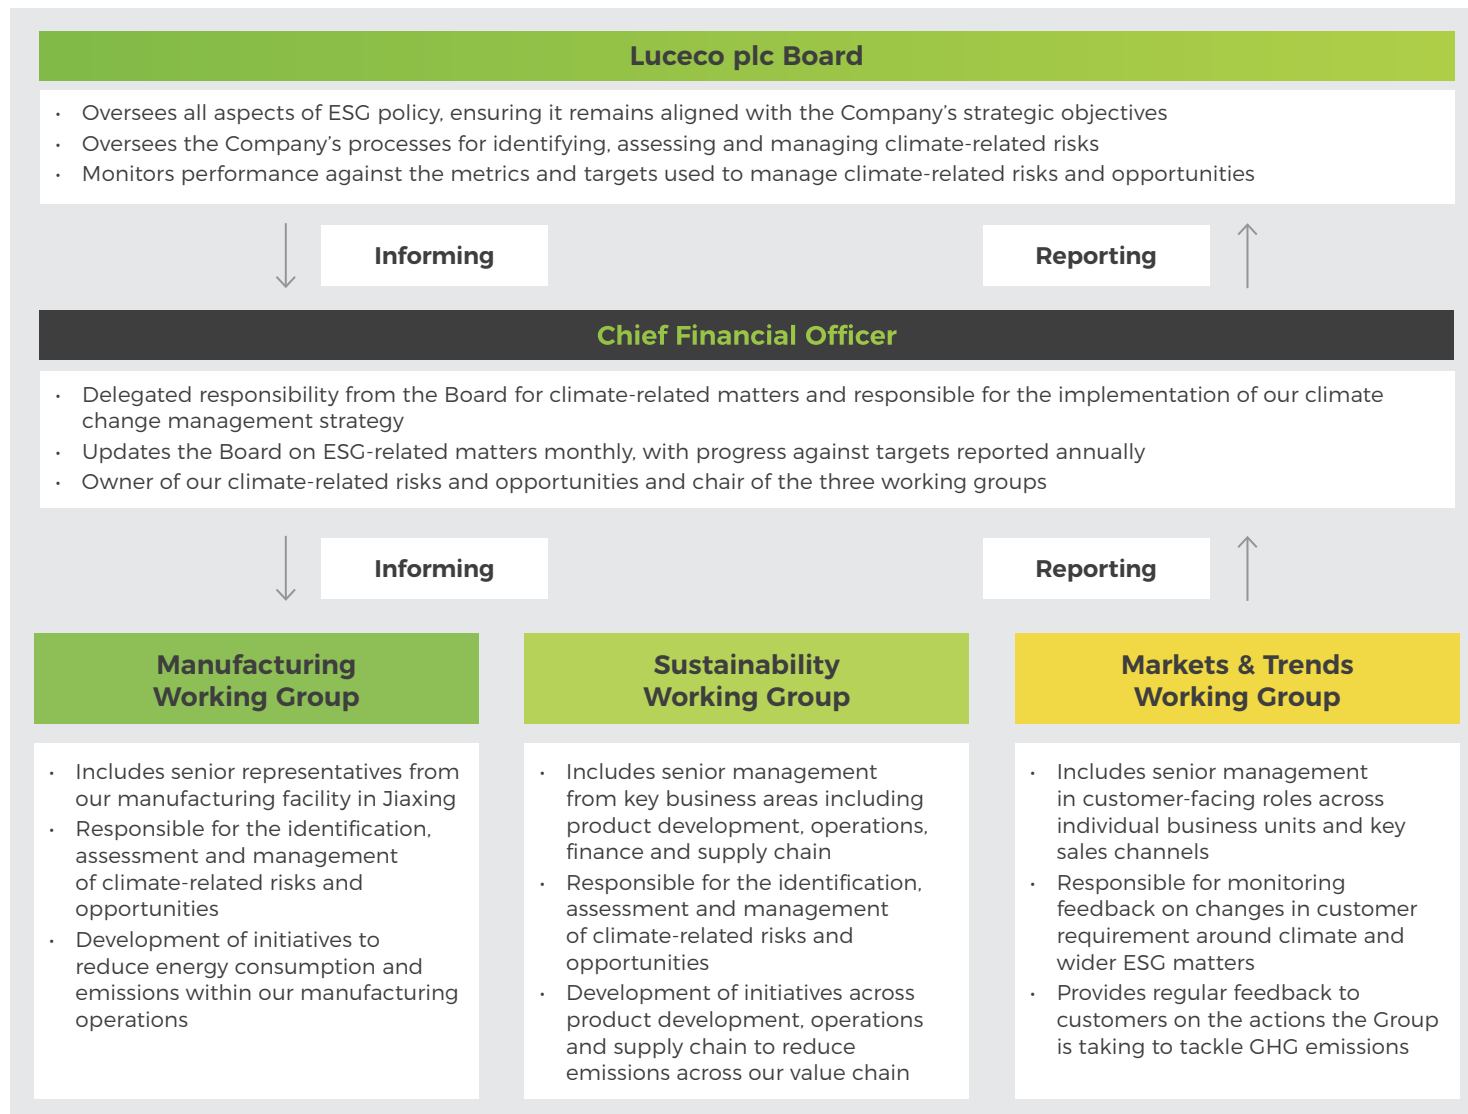 Luceco plc Board
• Oversees all aspects of ESG policy, ensuring it remains aligned with the Company’s strategic objectives
• Oversees the Company’s processes for identifying, assessing and managing climate-related risks
• Monitors performance against the metrics and targets used to manage climate-related risks and opportunities
Informing
Reporting
Chief Financial Officer
• Delegated responsibility from the Board for climate-related matters and responsible for the implementation of our climate
change management strategy
• Updates the Board on ESG-related matters monthly, with progress against targets reported annually
• Owner of our climate-related risks and opportunities and chair of the three working groups
Informing
Reporting
Manufacturing
Working Group
• Includes senior representatives from
our manufacturing facility in Jiaxing
• Responsible for the identification,
assessment and management
of climate-related risks and
opportunities
• Development of initiatives to
reduce energy consumption and
emissions within our manufacturing
operations
Sustainability
Working Group
• Includes senior management
from key business areas including
product development, operations,
finance and supply chain
• Responsible for the identification,
assessment and management
of climate-related risks and
opportunities
• Development of initiatives across
product development, operations
and supply chain to reduce
emissions across our value chain
Markets & Trends
Working Group
• Includes senior management
in customer-facing roles across
individual business units and key
sales channels
• Responsible for monitoring
feedback on changes in customer
requirement around climate and
wider ESG matters
• Provides regular feedback to
customers on the actions the Group
is taking to tackle GHG emissions